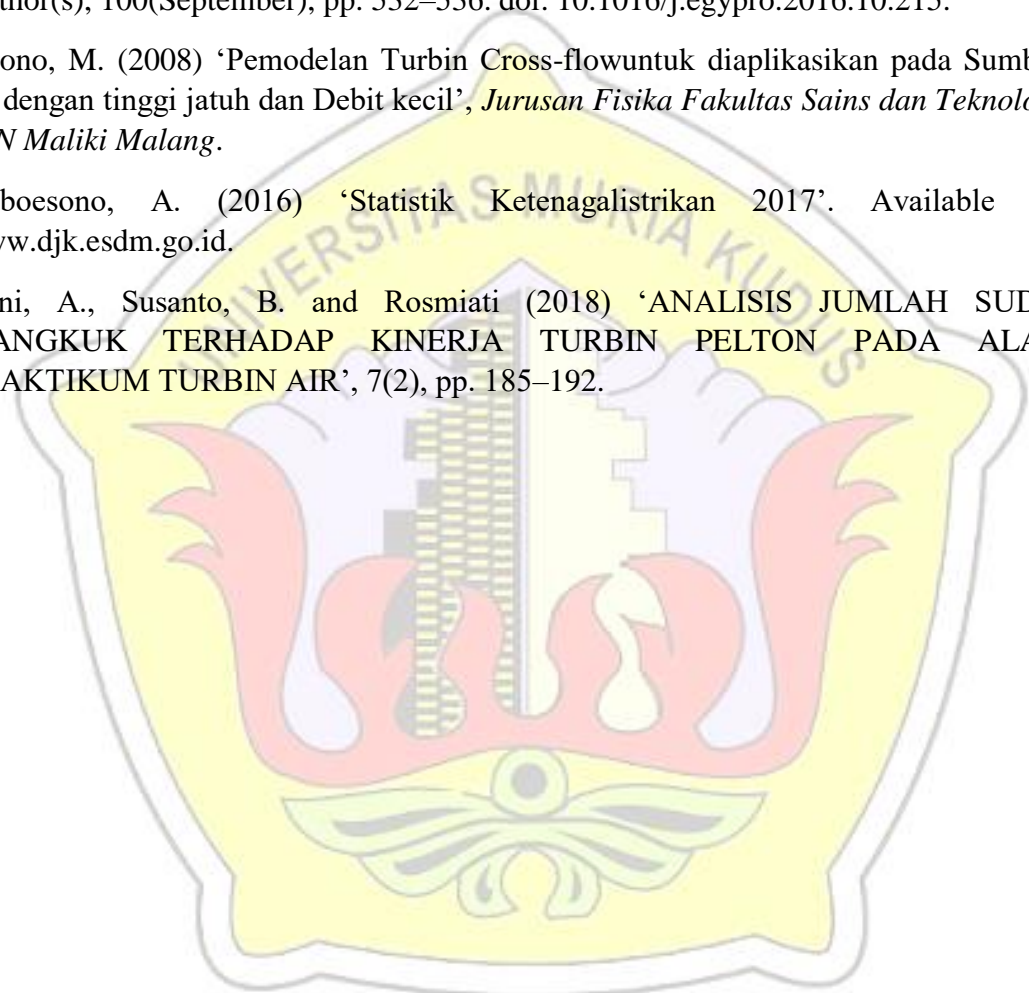 thor(s), 100(September), pp. 532–536. doi: 10.1016/j.egypro.2016.10.215.
ono, M. (2008) ‘Pemodelan Turbin Cross-flowuntuk diaplikasikan pada Sumb
dengan tinggi jatuh dan Debit kecil’, Jurusan Fisika Fakultas Sains dan Teknolo
N Maliki Malang.
boesono, A. (2016) ‘Statistik Ketenagalistrikan 2017’. Available
ww.djk.esdm.go.id.
ni, A., Susanto, B. and Rosmiati (2018) ‘ANALISIS JUMLAH SUD
ANGKUK TERHADAP KINERJA TURBIN PELTON PADA ALA
AKTIKUM TURBIN AIR’, 7(2), pp. 185–192.
UNIVERSITAS MURIA KUDUS